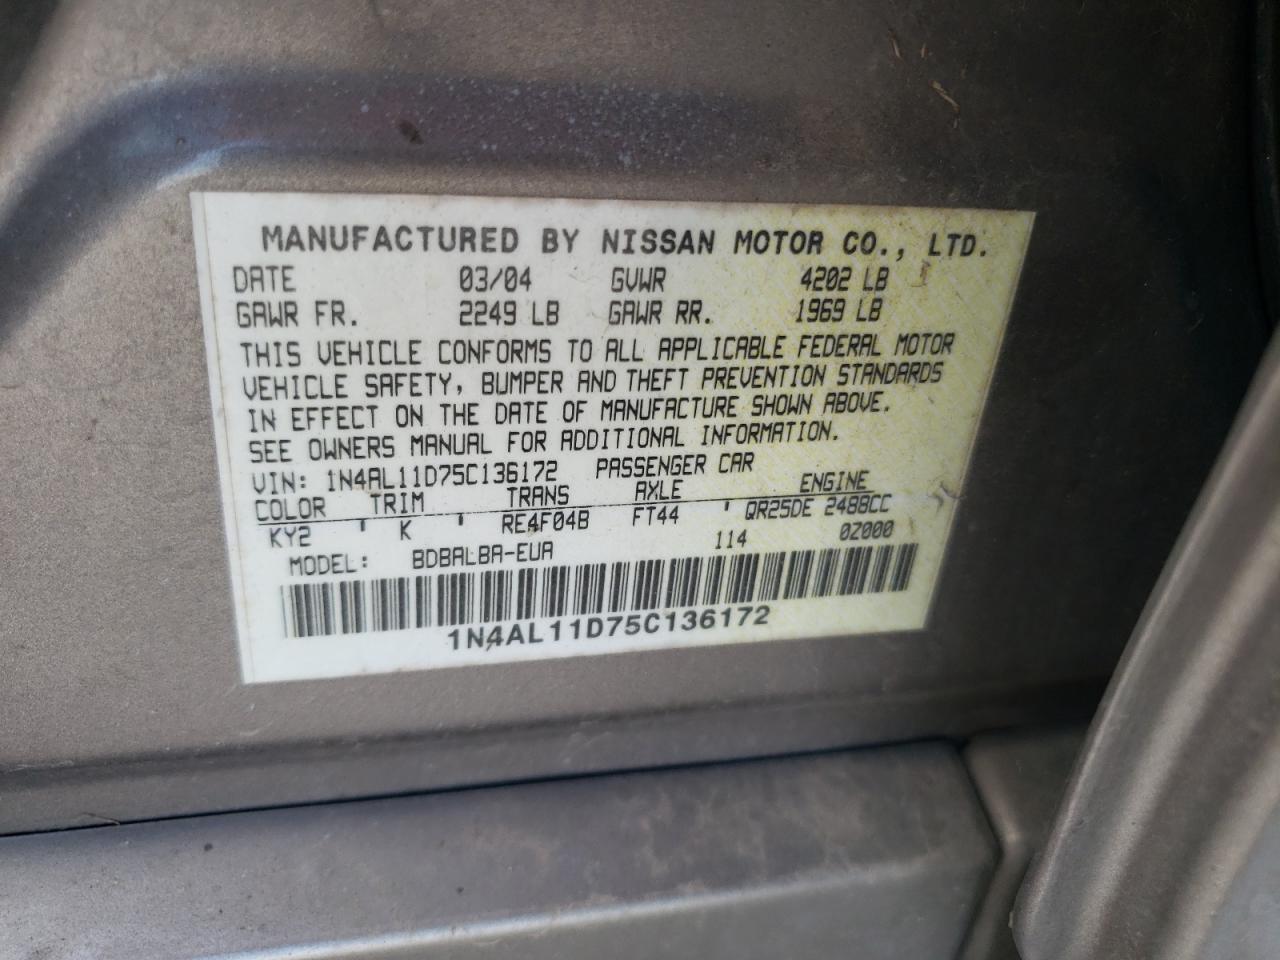 MANUFACTURED BY NISSAN MOTOR CO., LTD.
DATE 03/04 GVWR 4202 LB
GAWR FR. 2249 LB GAWR RR. 1969 LB
THIS VEHICLE CONFORMS TO ALL APPLICABLE FEDERAL MOTOR
VEHICLE SAFETY, BUMPER AND THEFT PREVENTION STANDARDS
IN EFFECT ON THE DATE OF MANUFACTURE SHOWN ABOVE.
SEE OWNERS MANUAL FOR ADDITIONAL INFORMATION.
VIN: 1N4AL11D75C136172 PASSENGER CAR
COLOR TRIM TRANS AXLE ENGINE
KY2 ' K ' RE4F04B FT44 ' QR25DE 2488CC
MODEL: BDBALBA-EUA 114 0Z000
1N4AL11D75C136172